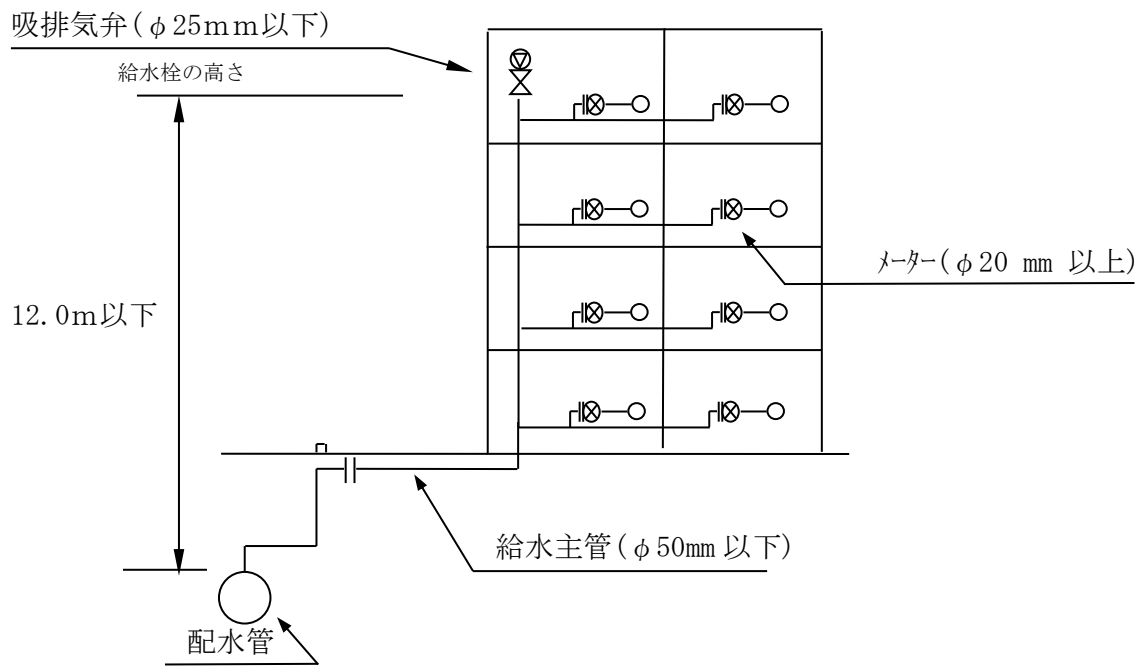 吸排気弁(φ25mm以下)
給水栓の高さ
メーター(φ20 mm 以上)
12.0m以下
給水主管(φ50mm 以下)
配水管